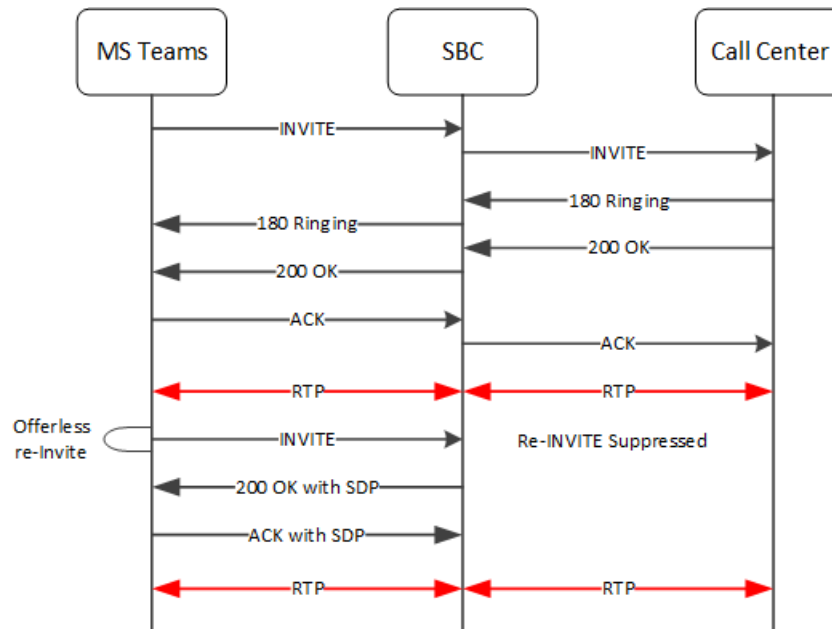 MS Teams
SBC
Call Center
INVITE
INVITE
180 Ringing
180 Ringing
200 OK
200 OK
ACK
ACK
RTP
RTP
Offerless
re-Invite
INVITE
Re-INVITE Suppressed
200 OK with SDP
ACK with SDP
RTP
RTP